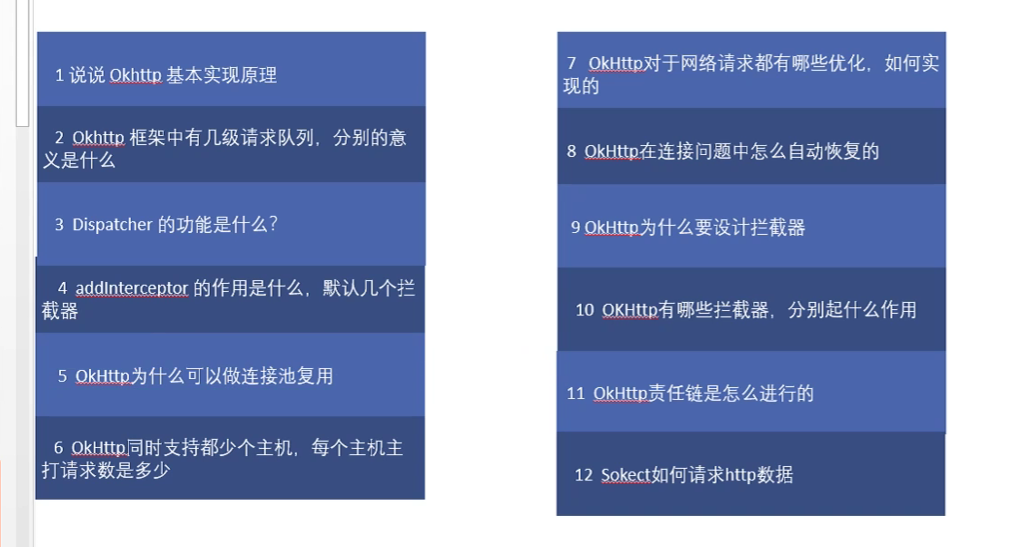 1 说说 Okhttp 基本实现原理
2 Okhttp 框架中有几级请求队列，分别的意
义是什么
3 Dispatcher 的功能是什么？
4 addInterceptor 的作用是什么，默认几个拦
截器
5 OkHttp为什么可以做连接池复用
6 OkHttp同时支持都少个主机，每个主机主
打请求数是多少
7 OkHttp对于网络请求都有哪些优化，如何实
现的
8 OkHttp在连接问题中怎么自动恢复的
9 OkHttp为什么要设计拦截器
10 OKHttp有哪些拦截器，分别起什么作用
11 OkHttp责任链是怎么进行的
12 Sokect如何请求http数据